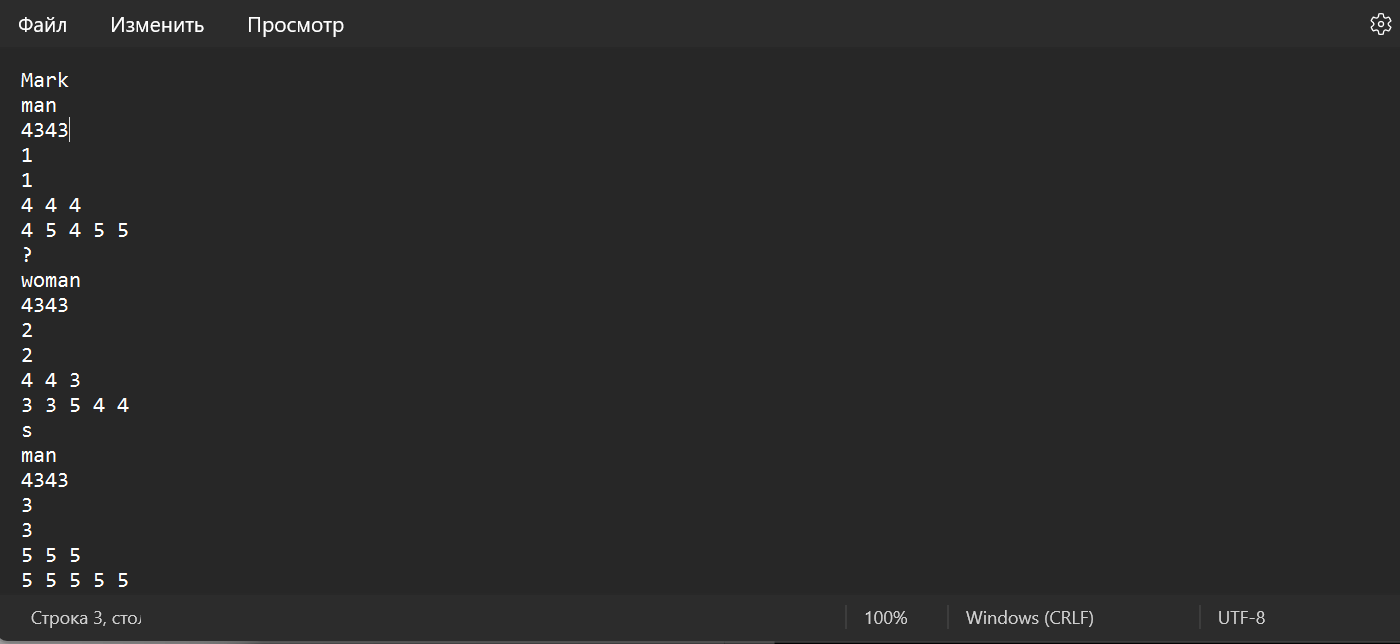 Файл Изменить Просмотр
Mark
man
4343
1
1
4 4 4
4 5 4 5 5
?
woman
4343
2
2
4 4 3
3 3 5 4 4
s
man
4343
3
3
5 5 5
5 5 5 5 5
Строка 3, 100% Windows (CRLF) UTF-8